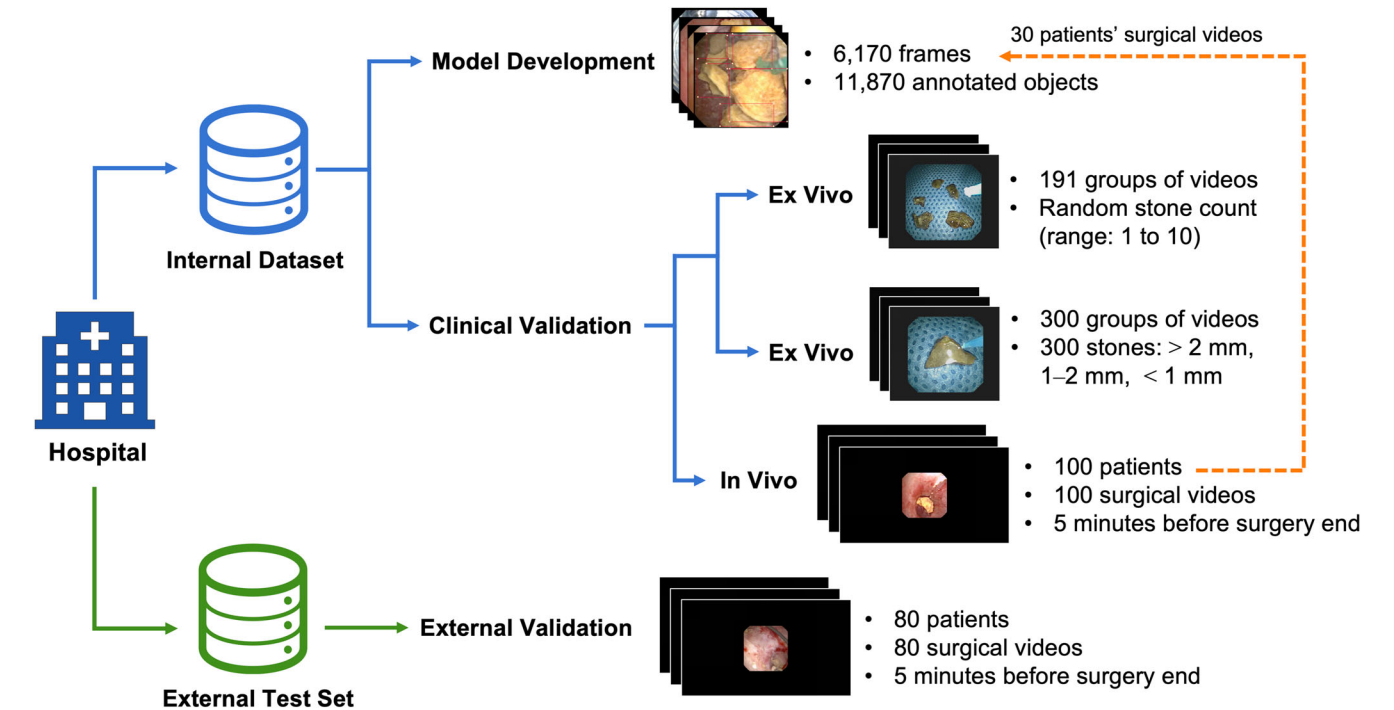 30 patients’ surgical videos
Model Development
• 6,170 frames
• 11,870 annotated objects
Internal Dataset
Ex Vivo
• 191 groups of videos
• Random stone count
(range: 1 to 10)
Clinical Validation
Ex Vivo
• 300 groups of videos
• 300 stones: > 2 mm,
1–2 mm, < 1 mm
Hospital
In Vivo
• 100 patients
• 100 surgical videos
• 5 minutes before surgery end
External Test Set
External Validation
• 80 patients
• 80 surgical videos
• 5 minutes before surgery end